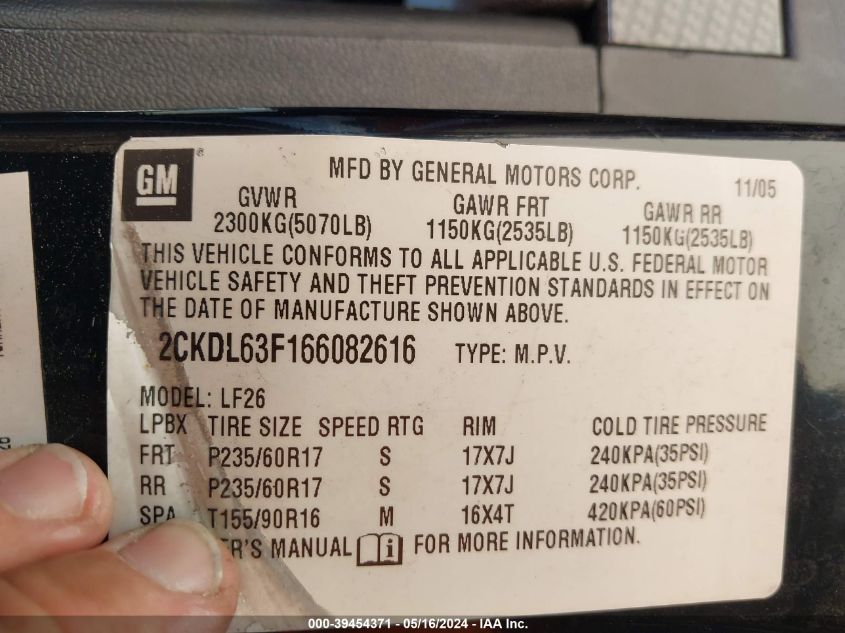 GM
MFD BY GENERAL MOTORS CORP. 11/05
GVWR GAWR FRT GAWR RR
2300KG(5070LB) 1150KG(2535LB) 1150KG(2535LB)
THIS VEHICLE CONFORMS TO ALL APPLICABLE U.S. FEDERAL MOTOR
VEHICLE SAFETY AND THEFT PREVENTION STANDARDS IN EFFECT ON
THE DATE OF MANUFACTURE SHOWN ABOVE.
2CKDL63F166082616 TYPE: M.P.V.
MODEL: LF26
LPBX TIRE SIZE SPEED RTG RIM COLD TIRE PRESSURE
FRT P235/60R17 S 17X7J 240KPA(35PSI)
RR P235/60R17 S 17X7J 240KPA(35PSI)
SPA T155/90R16 M 16X4T 420KPA(60PSI)
ER'S MANUAL i FOR MORE INFORMATION.
000-39454371 - 05/16/2024 - IAA Inc.